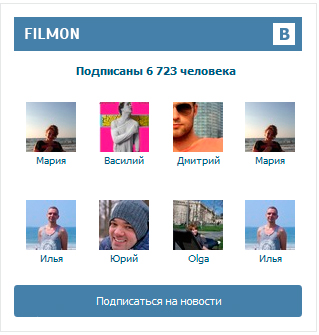 FILMON B
Подписаны 6 723 человека
Мария Василий Дмитрий Мария
Илья Юрий Olga Илья
Подписаться на новости